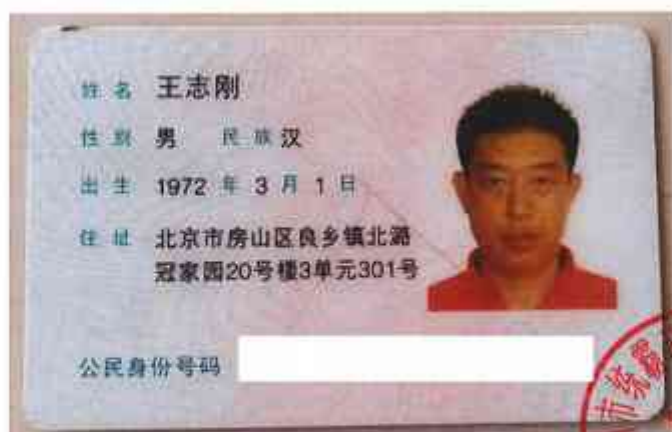 姓名 王志刚
性别 男 民族 汉
出生 1972 年 3 月 1 日
住址 北京市房山区良乡镇北潞
冠家园20号楼3单元301号
公民身份号码
市